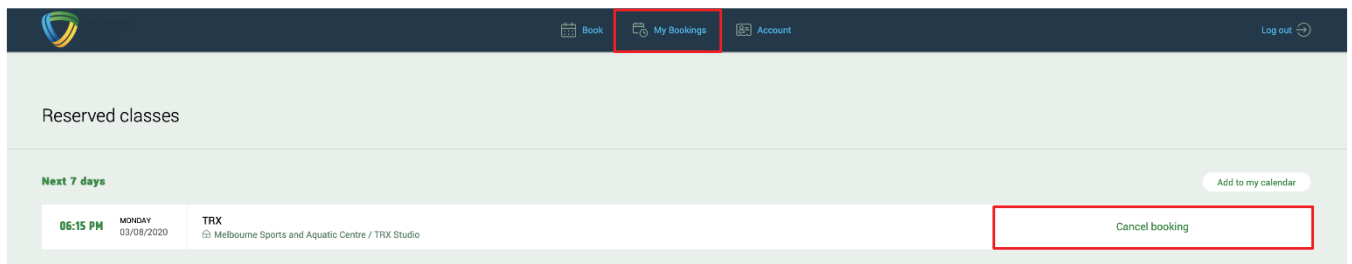 Book
My Bookings
Account
Log out
Reserved classes
Next 7 days
Add to my calendar
06:15 PM
MONDAY
03/08/2020
TRX
Melbourne Sports and Aquatic Centre / TRX Studio
Cancel booking